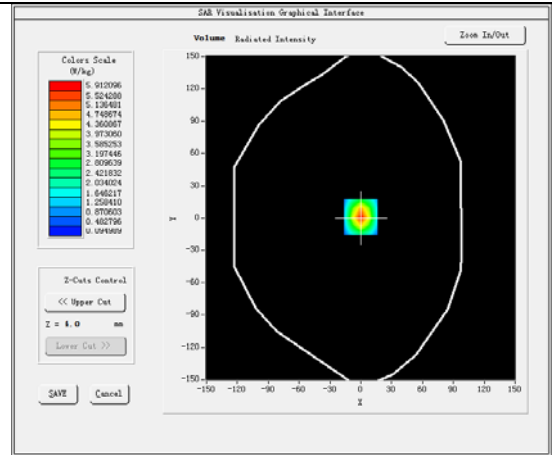 SAR Visualisation Graphical Interface
Volume Radiated Intensity
Zoom In/Out
Colors Scale
(W/kg)
5.912096
5.524288
5.136481
4.748674
4.360867
3.973060
3.585253
3.197446
2.809639
2.421832
2.034024
1.646217
1.258410
0.870603
0.482796
0.094989
Z-Cuts Control
<< Upper Cut
Z = 4.0 mm
Lower Cut >>
SAVE
Cancel
150
120
90
60
30
0
-30
-60
-90
-120
-150
Y
-150 -120 -90 -60 -30 0 30 60 90 120 150
X